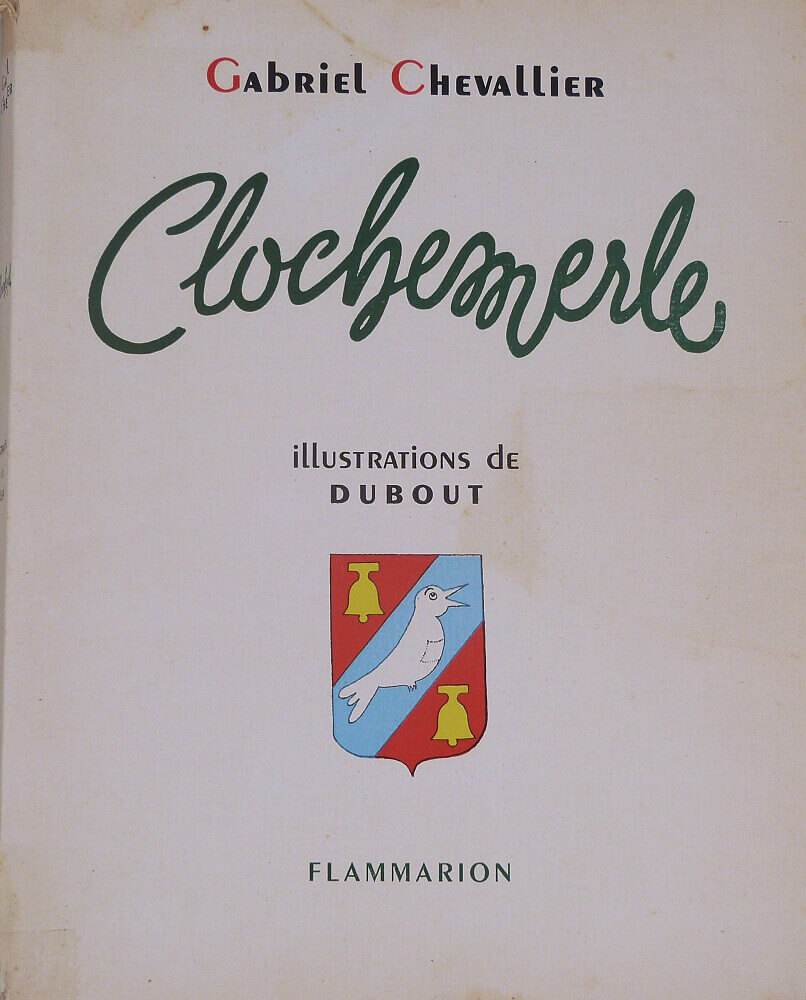 Gabriel Chevallier
Clochemerle
illustrations de
DUBOUT
FLAMMARION